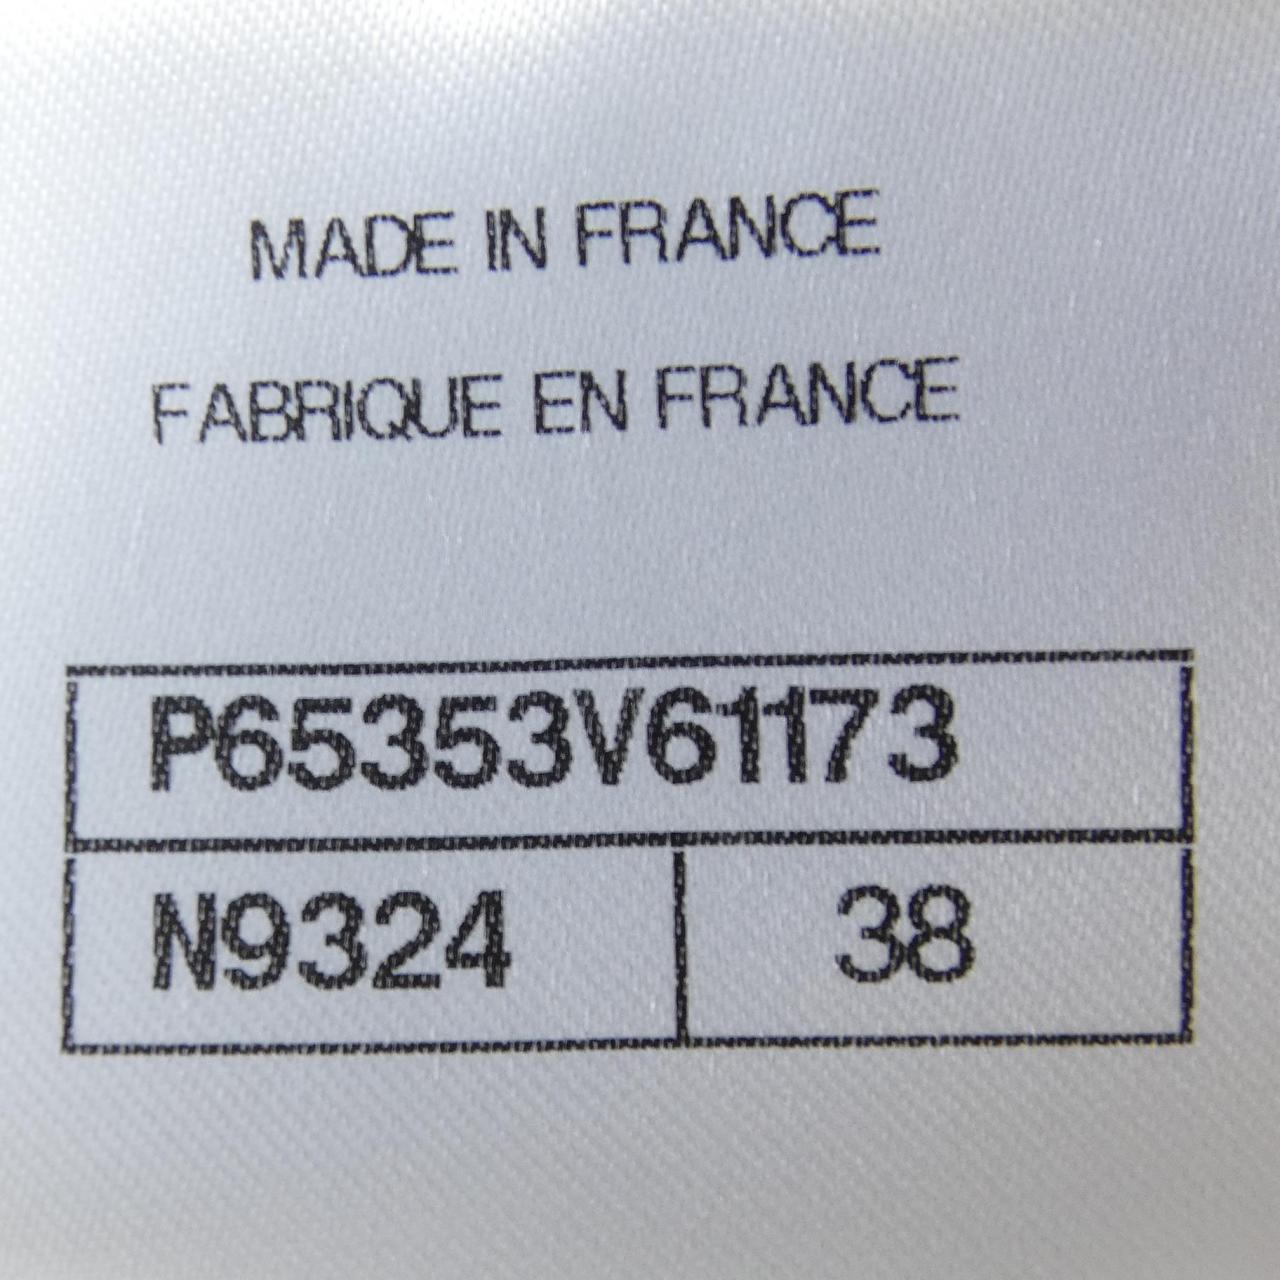 MADE IN FRANCE
FABRIQUE EN FRANCE
P65353V61173
N9324 38